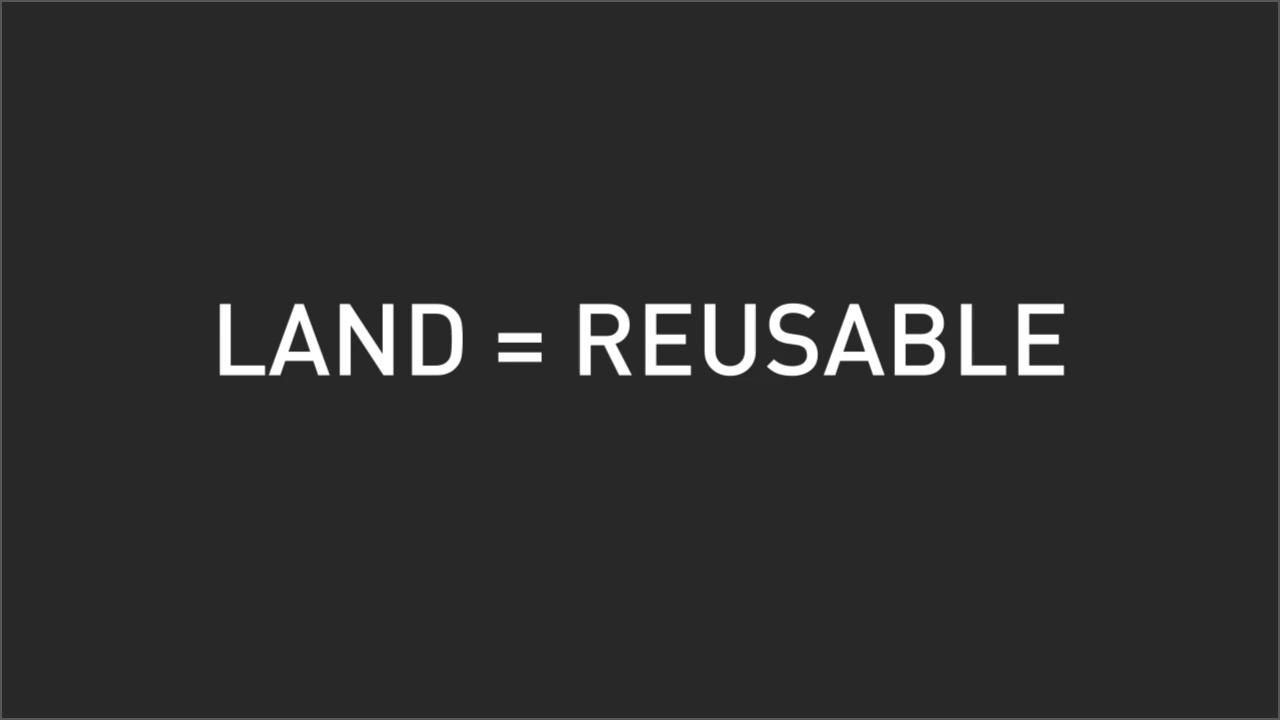 LAND = REUSABLE